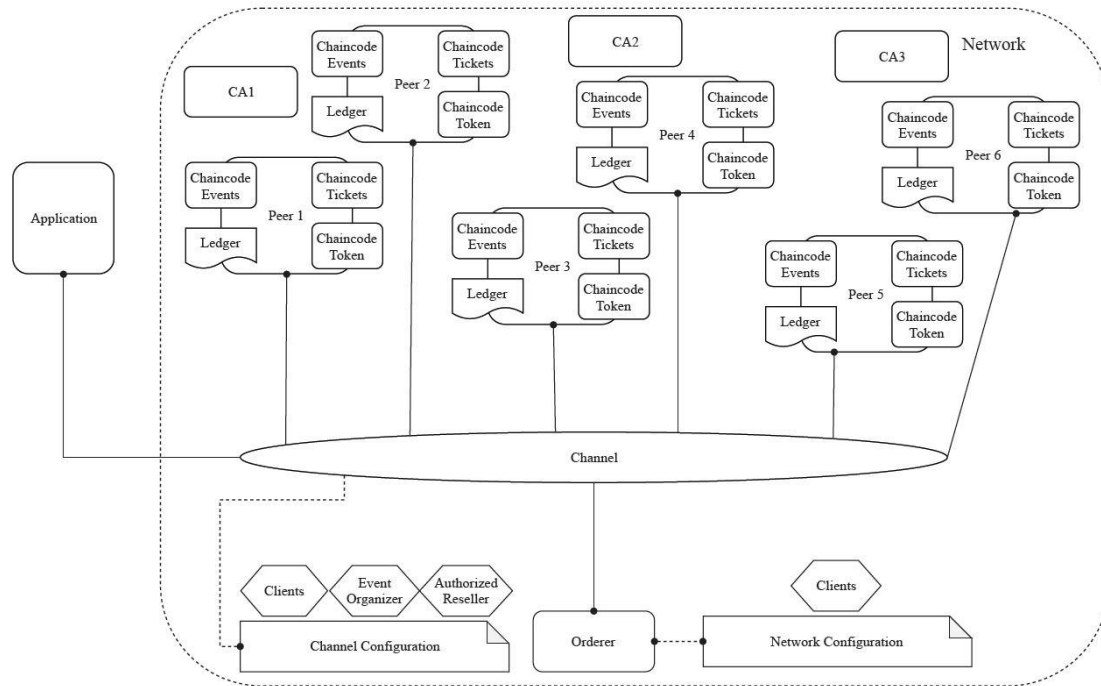 Network
CA1
CA2
CA3
Application
Chaincode
Events
Chaincode
Tickets
Peer 1
Ledger
Chaincode
Token
Chaincode
Events
Chaincode
Tickets
Peer 2
Ledger
Chaincode
Token
Chaincode
Events
Chaincode
Tickets
Peer 3
Ledger
Chaincode
Token
Chaincode
Events
Chaincode
Tickets
Peer 4
Ledger
Chaincode
Token
Chaincode
Events
Chaincode
Tickets
Peer 5
Ledger
Chaincode
Token
Chaincode
Events
Chaincode
Tickets
Peer 6
Ledger
Chaincode
Token
Channel
Clients
Event
Organizer
Authorized
Reseller
Channel Configuration
Orderer
Clients
Network Configuration